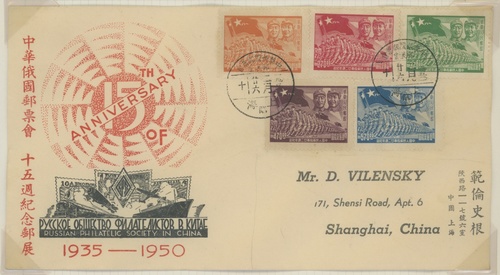 中華俄國郵票會 十五週紀念郵展
15TH
ANNIVERSARY
OF
РУССКОЕ ОБЩЕСТВО ФИЛАТЕЛИСТОВ В КИТАЕ
RUSSIAN PHILATELIC SOCIETY IN CHINA
1935—1950
Mr. D. VILENSKY
171, Shensi Road, Apt. 6
Shanghai, China
範倫史根
陝西路一七一號六室
中國上海